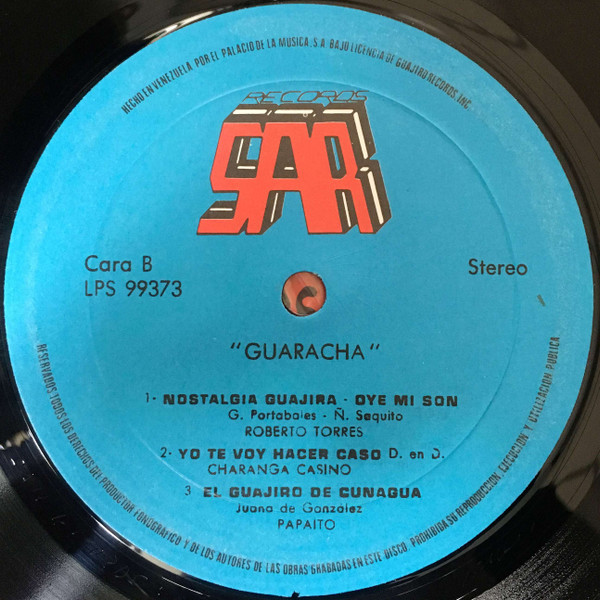 HECHO EN VENEZUELA POR EL PALACIO DE LA MUSICA, S.A. BAJO LICENCIA DE GUAJIRO RECORDS, INC.
RECORDS
SAR
Cara B
LPS 99373
Stereo
"GUARACHA"
1- NOSTALGIA GUAJIRA - OYE MI SON
G. Portabales - Ñ. Saquito
ROBERTO TORRES
2- YO TE VOY HACER CASO D. en D.
CHARANGA CASINO
3 EL GUAJIRO DE CUNAGUA
Juana de González
PAPAITO
RESERVADOS TODOS LOS DERECHOS DEL PRODUCTOR FONOGRAFICO Y DE LOS AUTORES DE LAS OBRAS GRABADAS EN ESTE DISCO PROHIBIDA SU REPRODUCCION, EJECUCION Y UTILIZACION PUBLICA